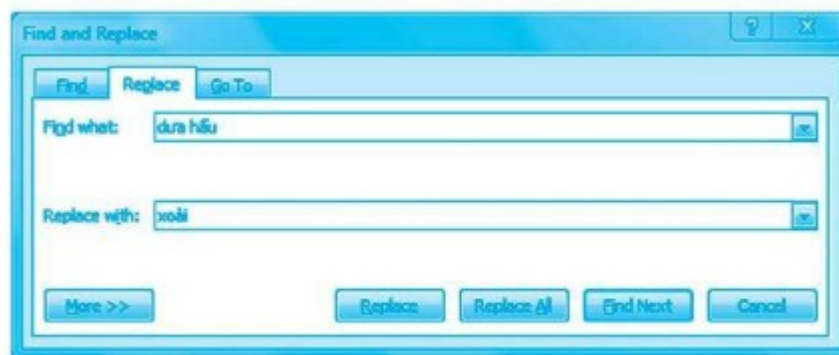 Find and Replace
Find Replace Go To
Find what: dưa hấu
Replace with: xoài
More >> Replace Replace All Find Next Cancel